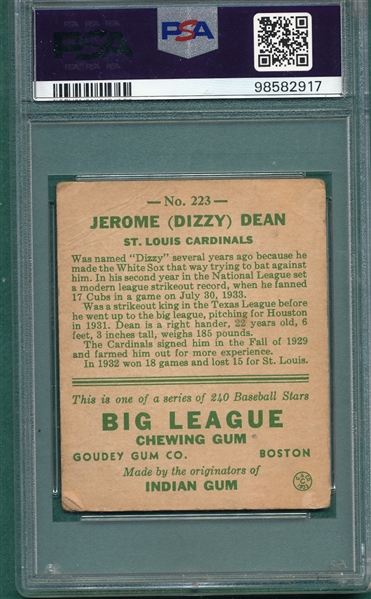 PSA
PSA
98582917
— No. 223 —
JEROME (DIZZY) DEAN
ST. LOUIS CARDINALS
Was named "Dizzy" several years ago because he
made the White Sox that way trying to bat against
him. In his second year in the National League set
a modern league strikeout record, when he fanned
17 Cubs in a game on July 30, 1933.
Was a strikeout king in the Texas League before
he went up to the big league, pitching for Houston
in 1931. Dean is a right hander, 22 years old, 6
feet, 3 inches tall, weighs 185 pounds.
The Cardinals signed him in the Fall of 1929
and farmed him out for more experience.
In 1932 won 18 games and lost 15 for St. Louis.
This is one of a series of 240 Baseball Stars
BIG LEAGUE
CHEWING GUM
GOUDEY GUM CO. BOSTON
Made by the originators of
INDIAN GUM